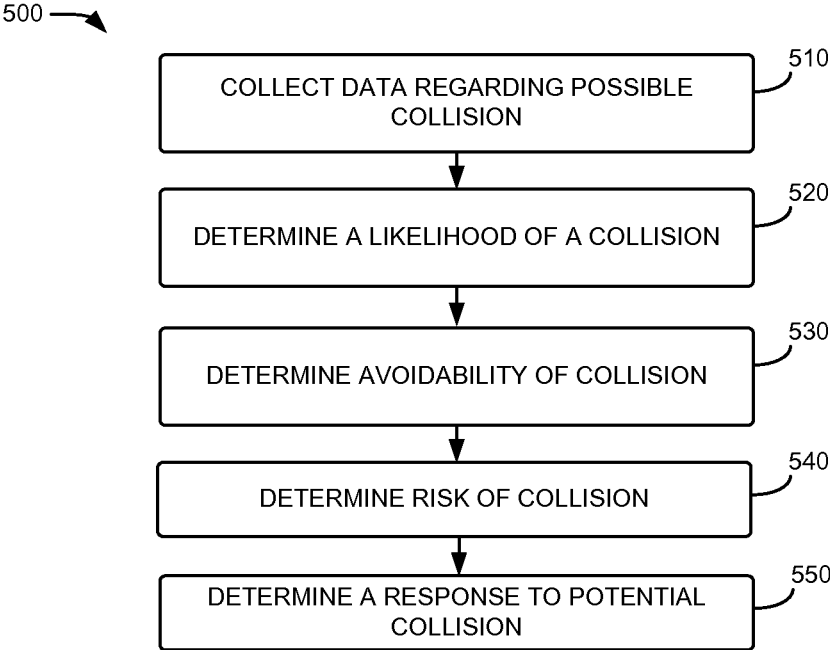 500
510
COLLECT DATA REGARDING POSSIBLE
COLLISION
520
DETERMINE A LIKELIHOOD OF A COLLISION
530
DETERMINE AVOIDABILITY OF COLLISION
540
DETERMINE RISK OF COLLISION
550
DETERMINE A RESPONSE TO POTENTIAL
COLLISION